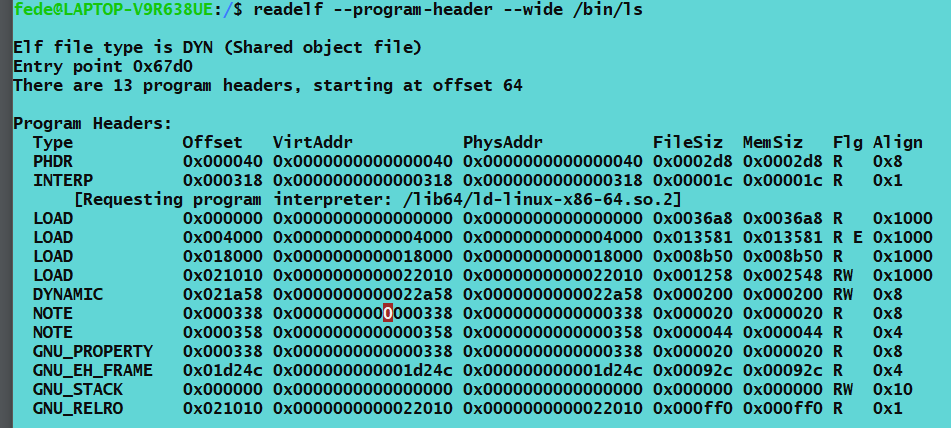 fede@LAPTOP-V9R638UE:/$ readelf --program-header --wide /bin/ls

Elf file type is DYN (Shared object file)
Entry point 0x67d0
There are 13 program headers, starting at offset 64

Program Headers:
  Type           Offset   VirtAddr           PhysAddr           FileSiz  MemSiz   Flg Align
  PHDR           0x000040 0x0000000000000040 0x0000000000000040 0x0002d8 0x0002d8 R   0x8
  INTERP         0x000318 0x0000000000000318 0x0000000000000318 0x00001c 0x00001c R   0x1
      [Requesting program interpreter: /lib64/ld-linux-x86-64.so.2]
  LOAD           0x000000 0x0000000000000000 0x0000000000000000 0x0036a8 0x0036a8 R   0x1000
  LOAD           0x004000 0x0000000000004000 0x0000000000004000 0x013581 0x013581 R E 0x1000
  LOAD           0x018000 0x0000000000018000 0x0000000000018000 0x008b50 0x008b50 R   0x1000
  LOAD           0x021010 0x0000000000022010 0x0000000000022010 0x001258 0x002548 RW  0x1000
  DYNAMIC        0x021a58 0x0000000000022a58 0x0000000000022a58 0x000200 0x000200 RW  0x8
  NOTE           0x000338 0x0000000000000338 0x0000000000000338 0x000020 0x000020 R   0x8
  NOTE           0x000358 0x0000000000000358 0x0000000000000358 0x000044 0x000044 R   0x4
  GNU_PROPERTY   0x000338 0x0000000000000338 0x0000000000000338 0x000020 0x000020 R   0x8
  GNU_EH_FRAME   0x01d24c 0x000000000001d24c 0x000000000001d24c 0x00092c 0x00092c R   0x4
  GNU_STACK      0x000000 0x0000000000000000 0x0000000000000000 0x000000 0x000000 RW  0x10
  GNU_RELRO      0x021010 0x0000000000022010 0x0000000000022010 0x000ff0 0x000ff0 R   0x1